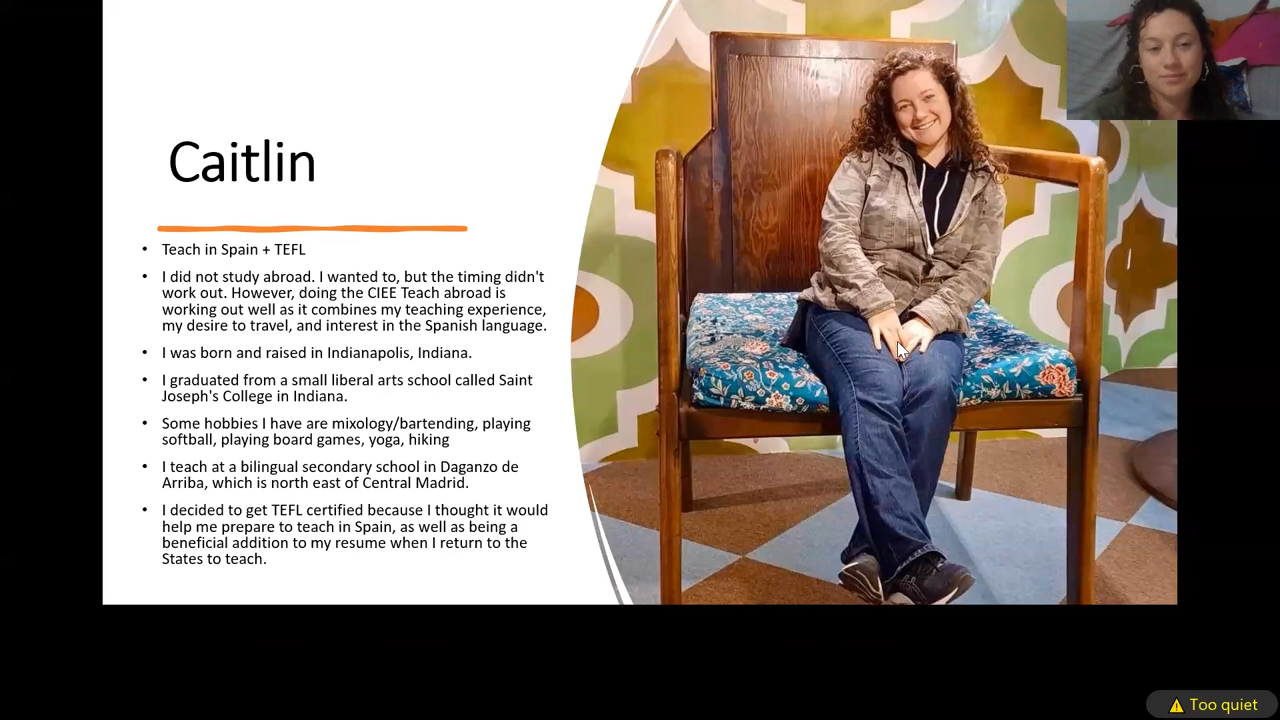 Caitlin
• Teach in Spain + TEFL
• I did not study abroad. I wanted to, but the timing didn't
work out. However, doing the CIEE Teach abroad is
working out well as it combines my teaching experience,
my desire to travel, and interest in the Spanish language.
• I was born and raised in Indianapolis, Indiana.
• I graduated from a small liberal arts school called Saint
Joseph's College in Indiana.
• Some hobbies I have are mixology/bartending, playing
softball, playing board games, yoga, hiking
• I teach at a bilingual secondary school in Daganzo de
Arriba, which is north east of Central Madrid.
• I decided to get TEFL certified because I thought it would
help me prepare to teach in Spain, as well as being a
beneficial addition to my resume when I return to the
States to teach.
Too quiet